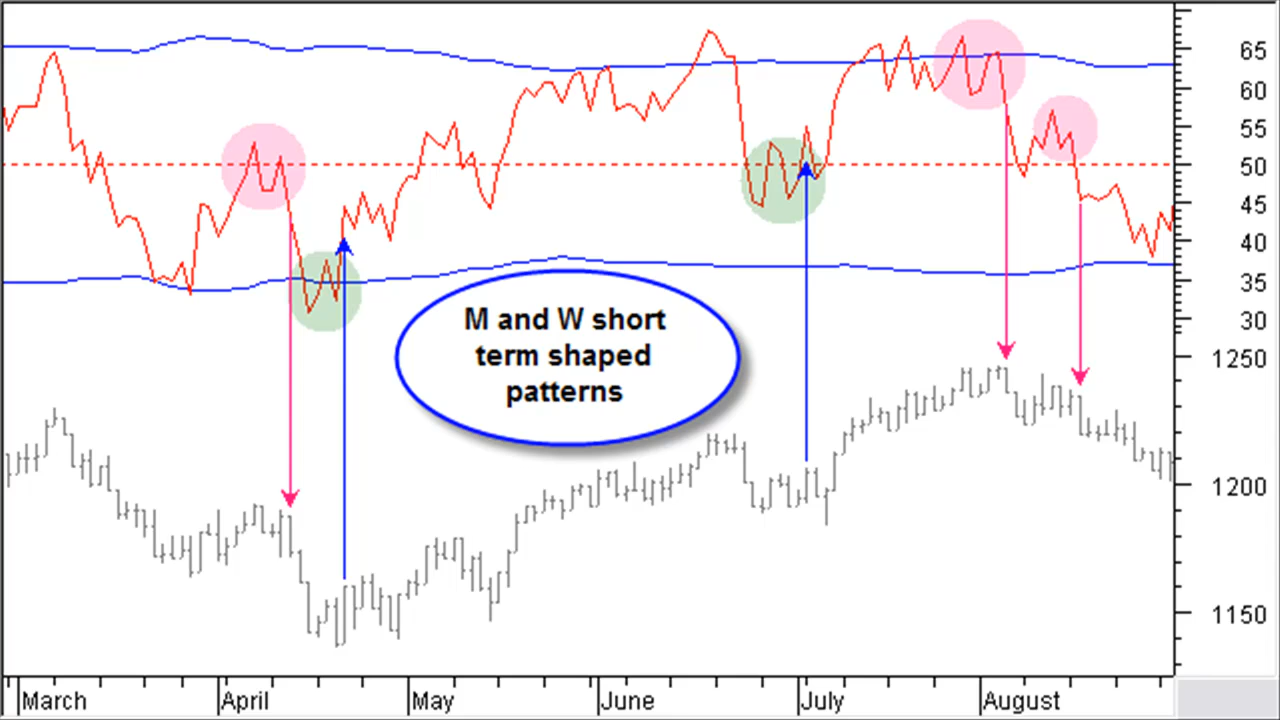 65
60
55
50
45
40
35
30
1250
M and W short
term shaped
patterns
1200
1150
March
April
May
June
July
August